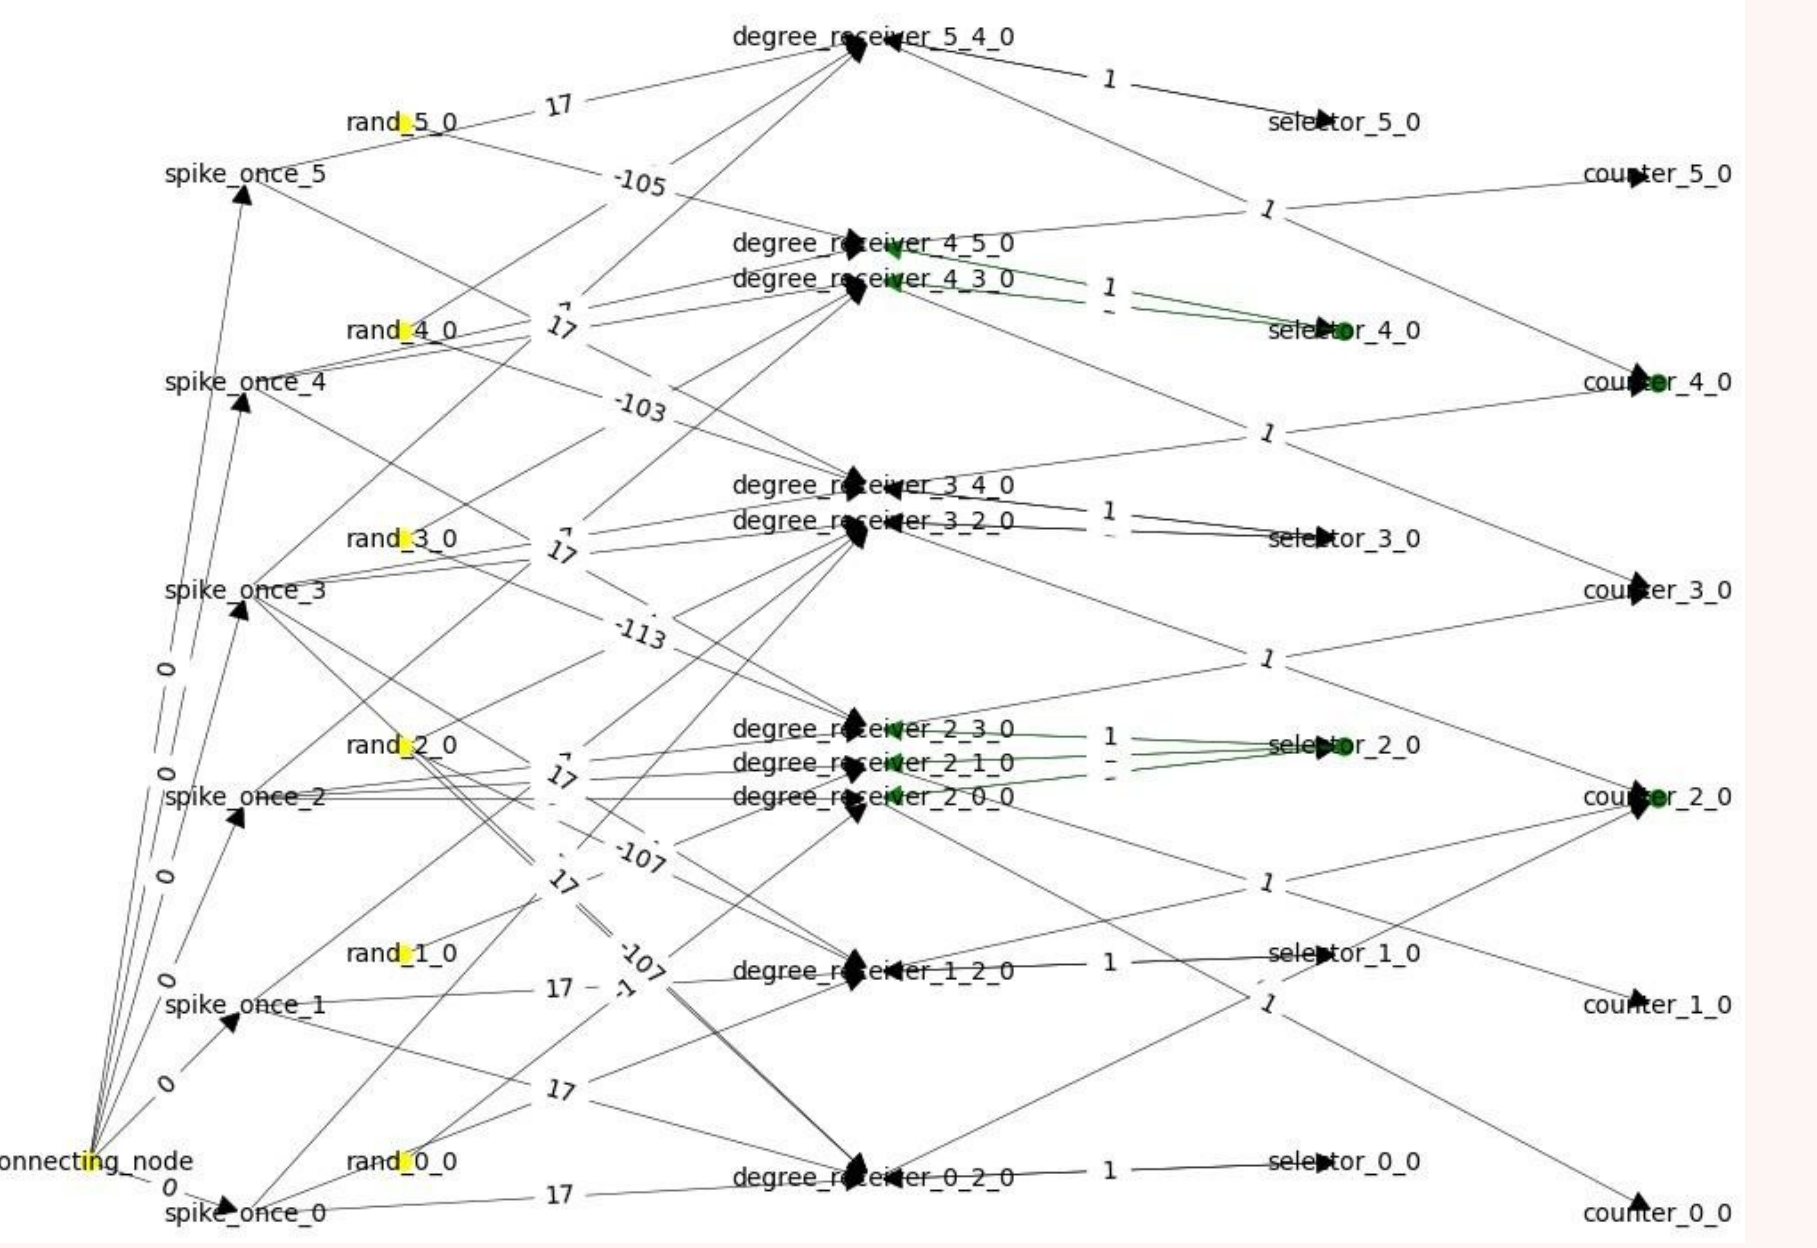 degree_receiver_5_4_0
1
17
rand_5_0
selector_5_0
spike_once_5
-105
counter_5_0
1
degree_receiver_4_5_0
degree_receiver_4_3_0
1
17
rand_4_0
selector_4_0
spike_once_4
counter_4_0
-103
1
degree_receiver_3_4_0
degree_receiver_3_2_0
1
17
rand_3_0
selector_3_0
spike_once_3
counter_3_0
-113
1
0
degree_receiver_2_3_0
1
rand_2_0
selector_2_0
degree_receiver_2_1_0
17
0
spike_once_2
degree_receiver_2_0_0
counter_2_0
-107
0
17
1
rand_1_0
selector_1_0
-107
degree_receiver_1_2_0
1
0
17
-1
spike_once_1
1
counter_1_0
0
17
onnecting_node
rand_0_0
selector_0_0
degree_receiver_0_2_0
1
0
17
spike_once_0
counter_0_0